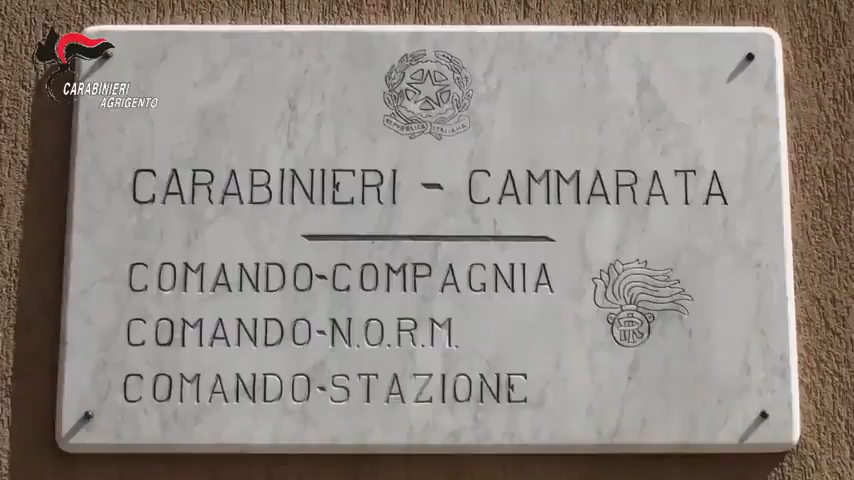 CARABINIERI
AGRIGENTO
REPUBBLICA ITALIANA
CARABINIERI - CAMMARATA
COMANDO-COMPAGNIA
COMANDO-N.O.R.M.
COMANDO-STAZIONE